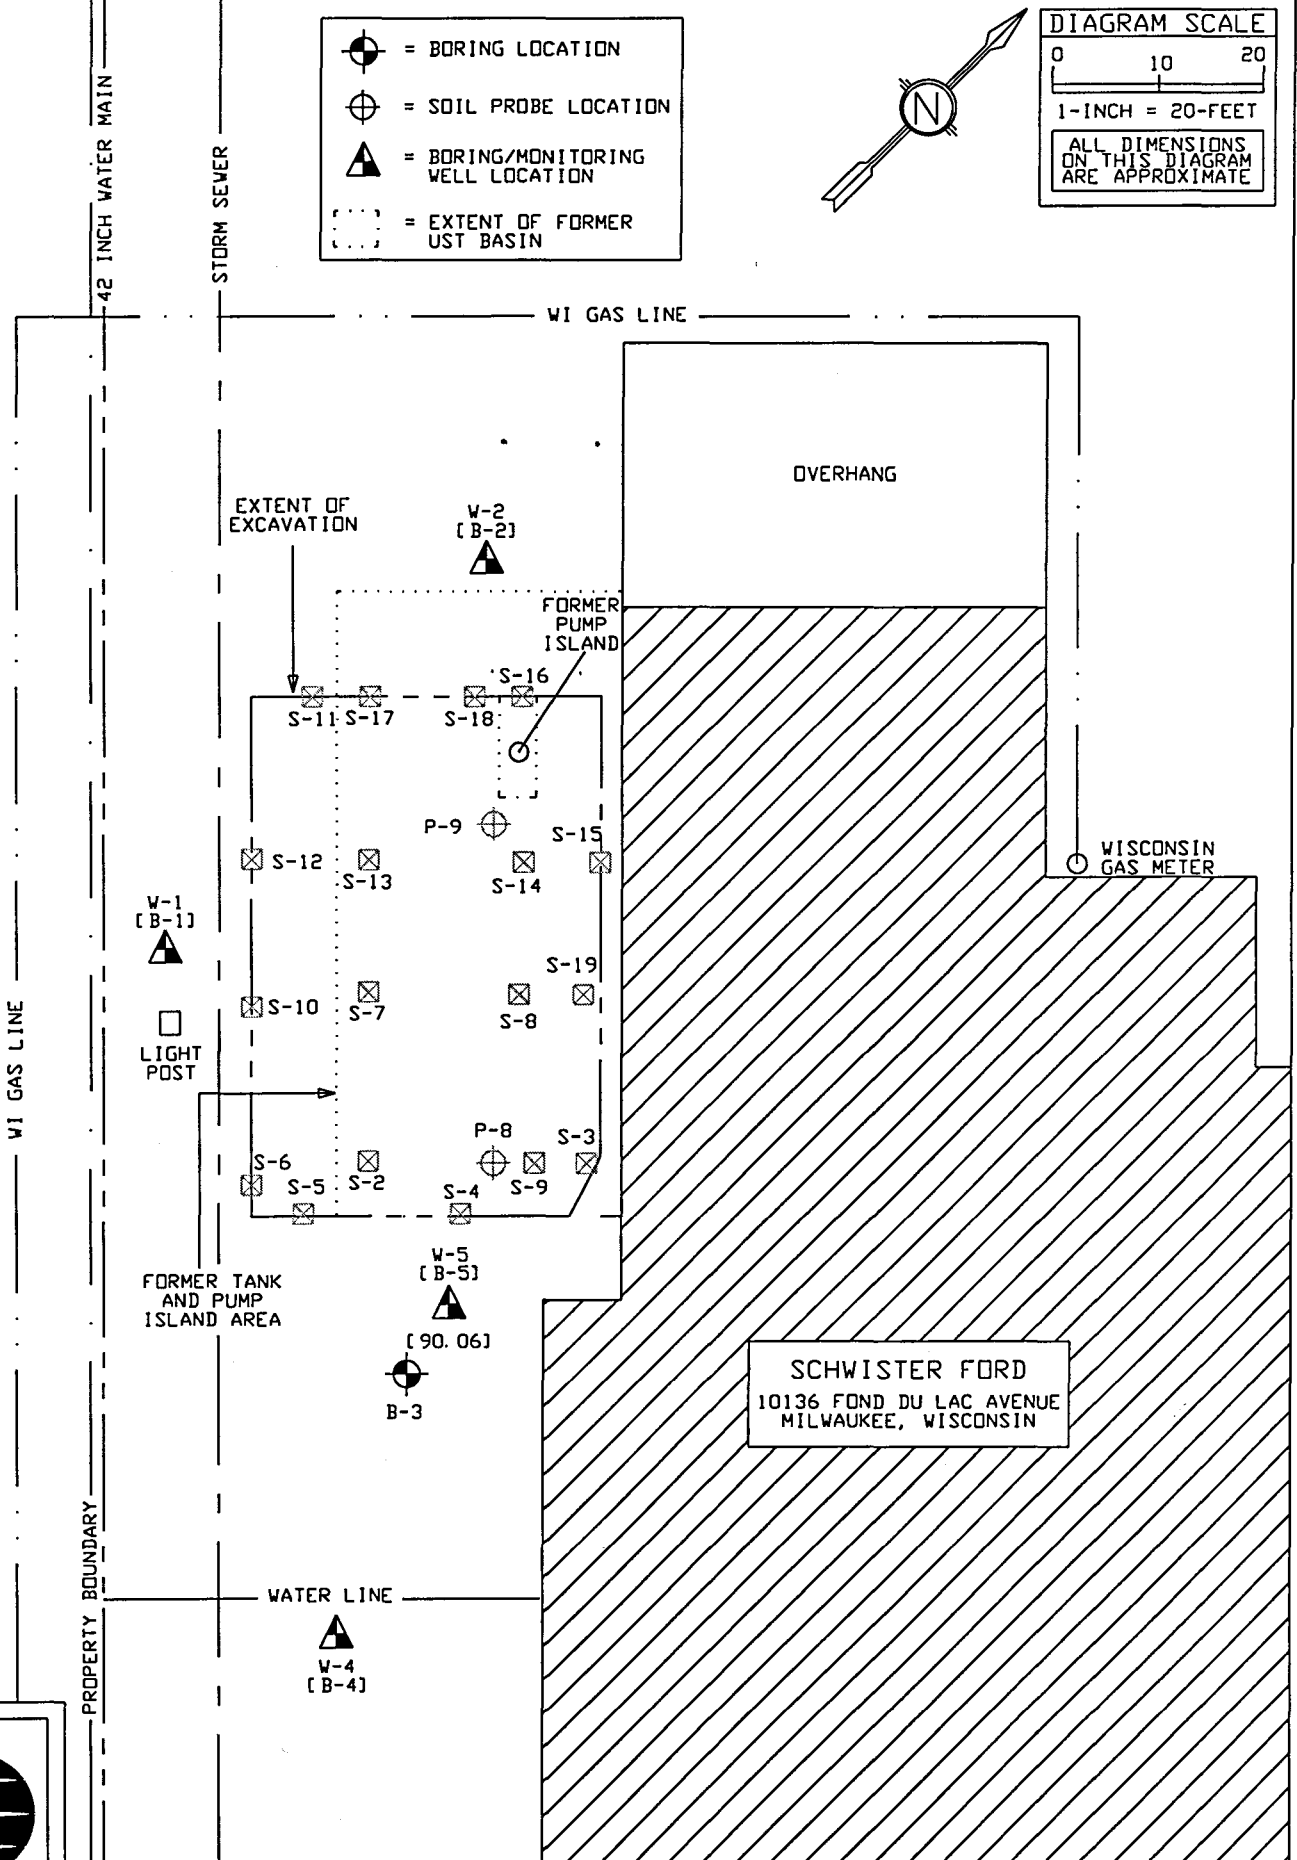 = BORING LOCATION
= SOIL PROBE LOCATION
= BORING/MONITORING
WELL LOCATION
= EXTENT OF FORMER
UST BASIN
N
DIAGRAM SCALE
0 10 20
1-INCH = 20-FEET
ALL DIMENSIONS
ON THIS DIAGRAM
ARE APPROXIMATE
42 INCH WATER MAIN
STORM SEWER
WI GAS LINE
OVERHANG
EXTENT OF
EXCAVATION
W-2
[B-2]
FORMER
PUMP
ISLAND
S-16
S-11 S-17 S-18
P-9
S-15
S-12
S-13
S-14
WISCONSIN
GAS METER
W-1
[B-1]
S-19
S-10
S-7
S-8
LIGHT
POST
WI GAS LINE
P-8
S-3
S-6
S-5
S-2
S-4
S-9
W-5
[B-5]
[90.06]
FORMER TANK
AND PUMP
ISLAND AREA
B-3
SCHWISTER FORD
10136 FOND DU LAC AVENUE
MILWAUKEE, WISCONSIN
PROPERTY BOUNDARY
WATER LINE
W-4
[B-4]